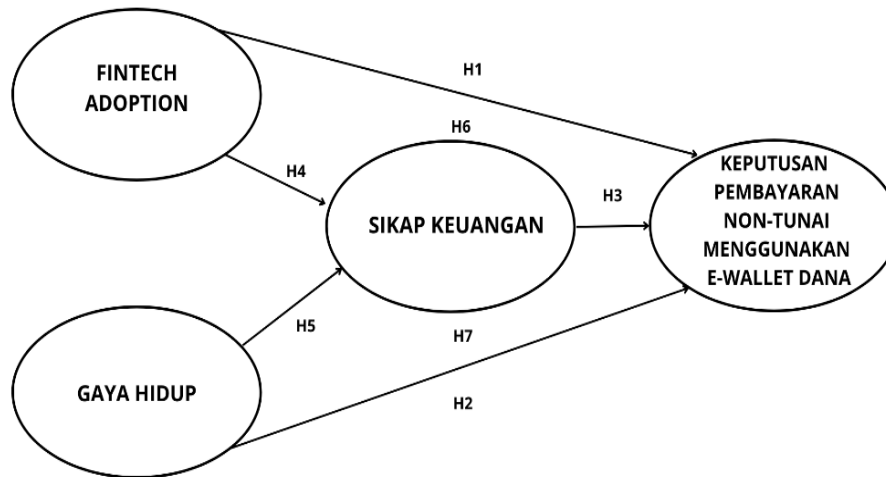 FINTECH
ADOPTION
H1
H6
H4
SIKAP KEUANGAN
H3
KEPUTUSAN
PEMBAYARAN
NON-TUNAI
MENGGUNAKAN
E-WALLET DANA
H5
H7
GAYA HIDUP
H2